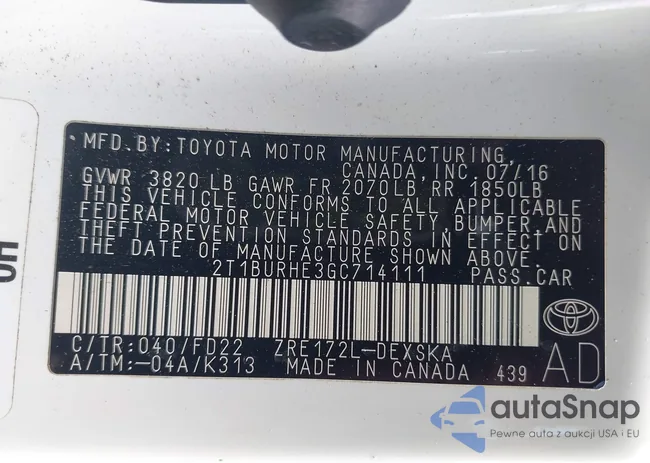 MFD. BY: TOYOTA MOTOR MANUFACTURING,
CANADA, INC. 07/16
GVWR 3820 LB GAWR FR 2070LB RR 1850LB
THIS VEHICLE CONFORMS TO ALL APPLICABLE
FEDERAL MOTOR VEHICLE SAFETY, BUMPER, AND
THEFT PREVENTION STANDARDS IN EFFECT ON
THE DATE OF MANUFACTURE SHOWN ABOVE.
2T1BURHE3GC714111 PASS. CAR
C/TR: 040/FD22 ZRE172L-DEXSKA
A/TM: -04A/K313 MADE IN CANADA 439
AD
autaSnap
Pewne auta z aukcji USA i EU